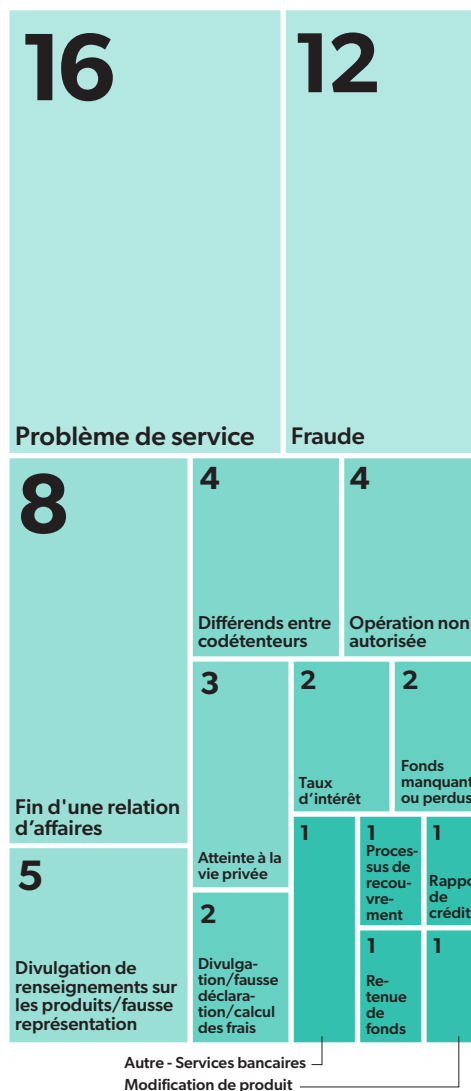 16
Problème de service
12
Fraude
8
Fin d'une relation
d'affaires
4
Différends entre
codétenteurs
4
Opération non
autorisée
3
Atteinte à la
vie privée
2
Taux
d'intérêt
2
Fonds
manquant
ou perdus
5
Divulgation de
renseignements sur
les produits/fausse
représentation
2
Divulga-
tion/fausse
déclara-
tion/calcul
des frais
1
1
Proces-
sus de
recou-
vre-
ment
1
de
crédit
1
Re-
tenue
de
fonds
1
Autre - Services bancaires
Modification de produit